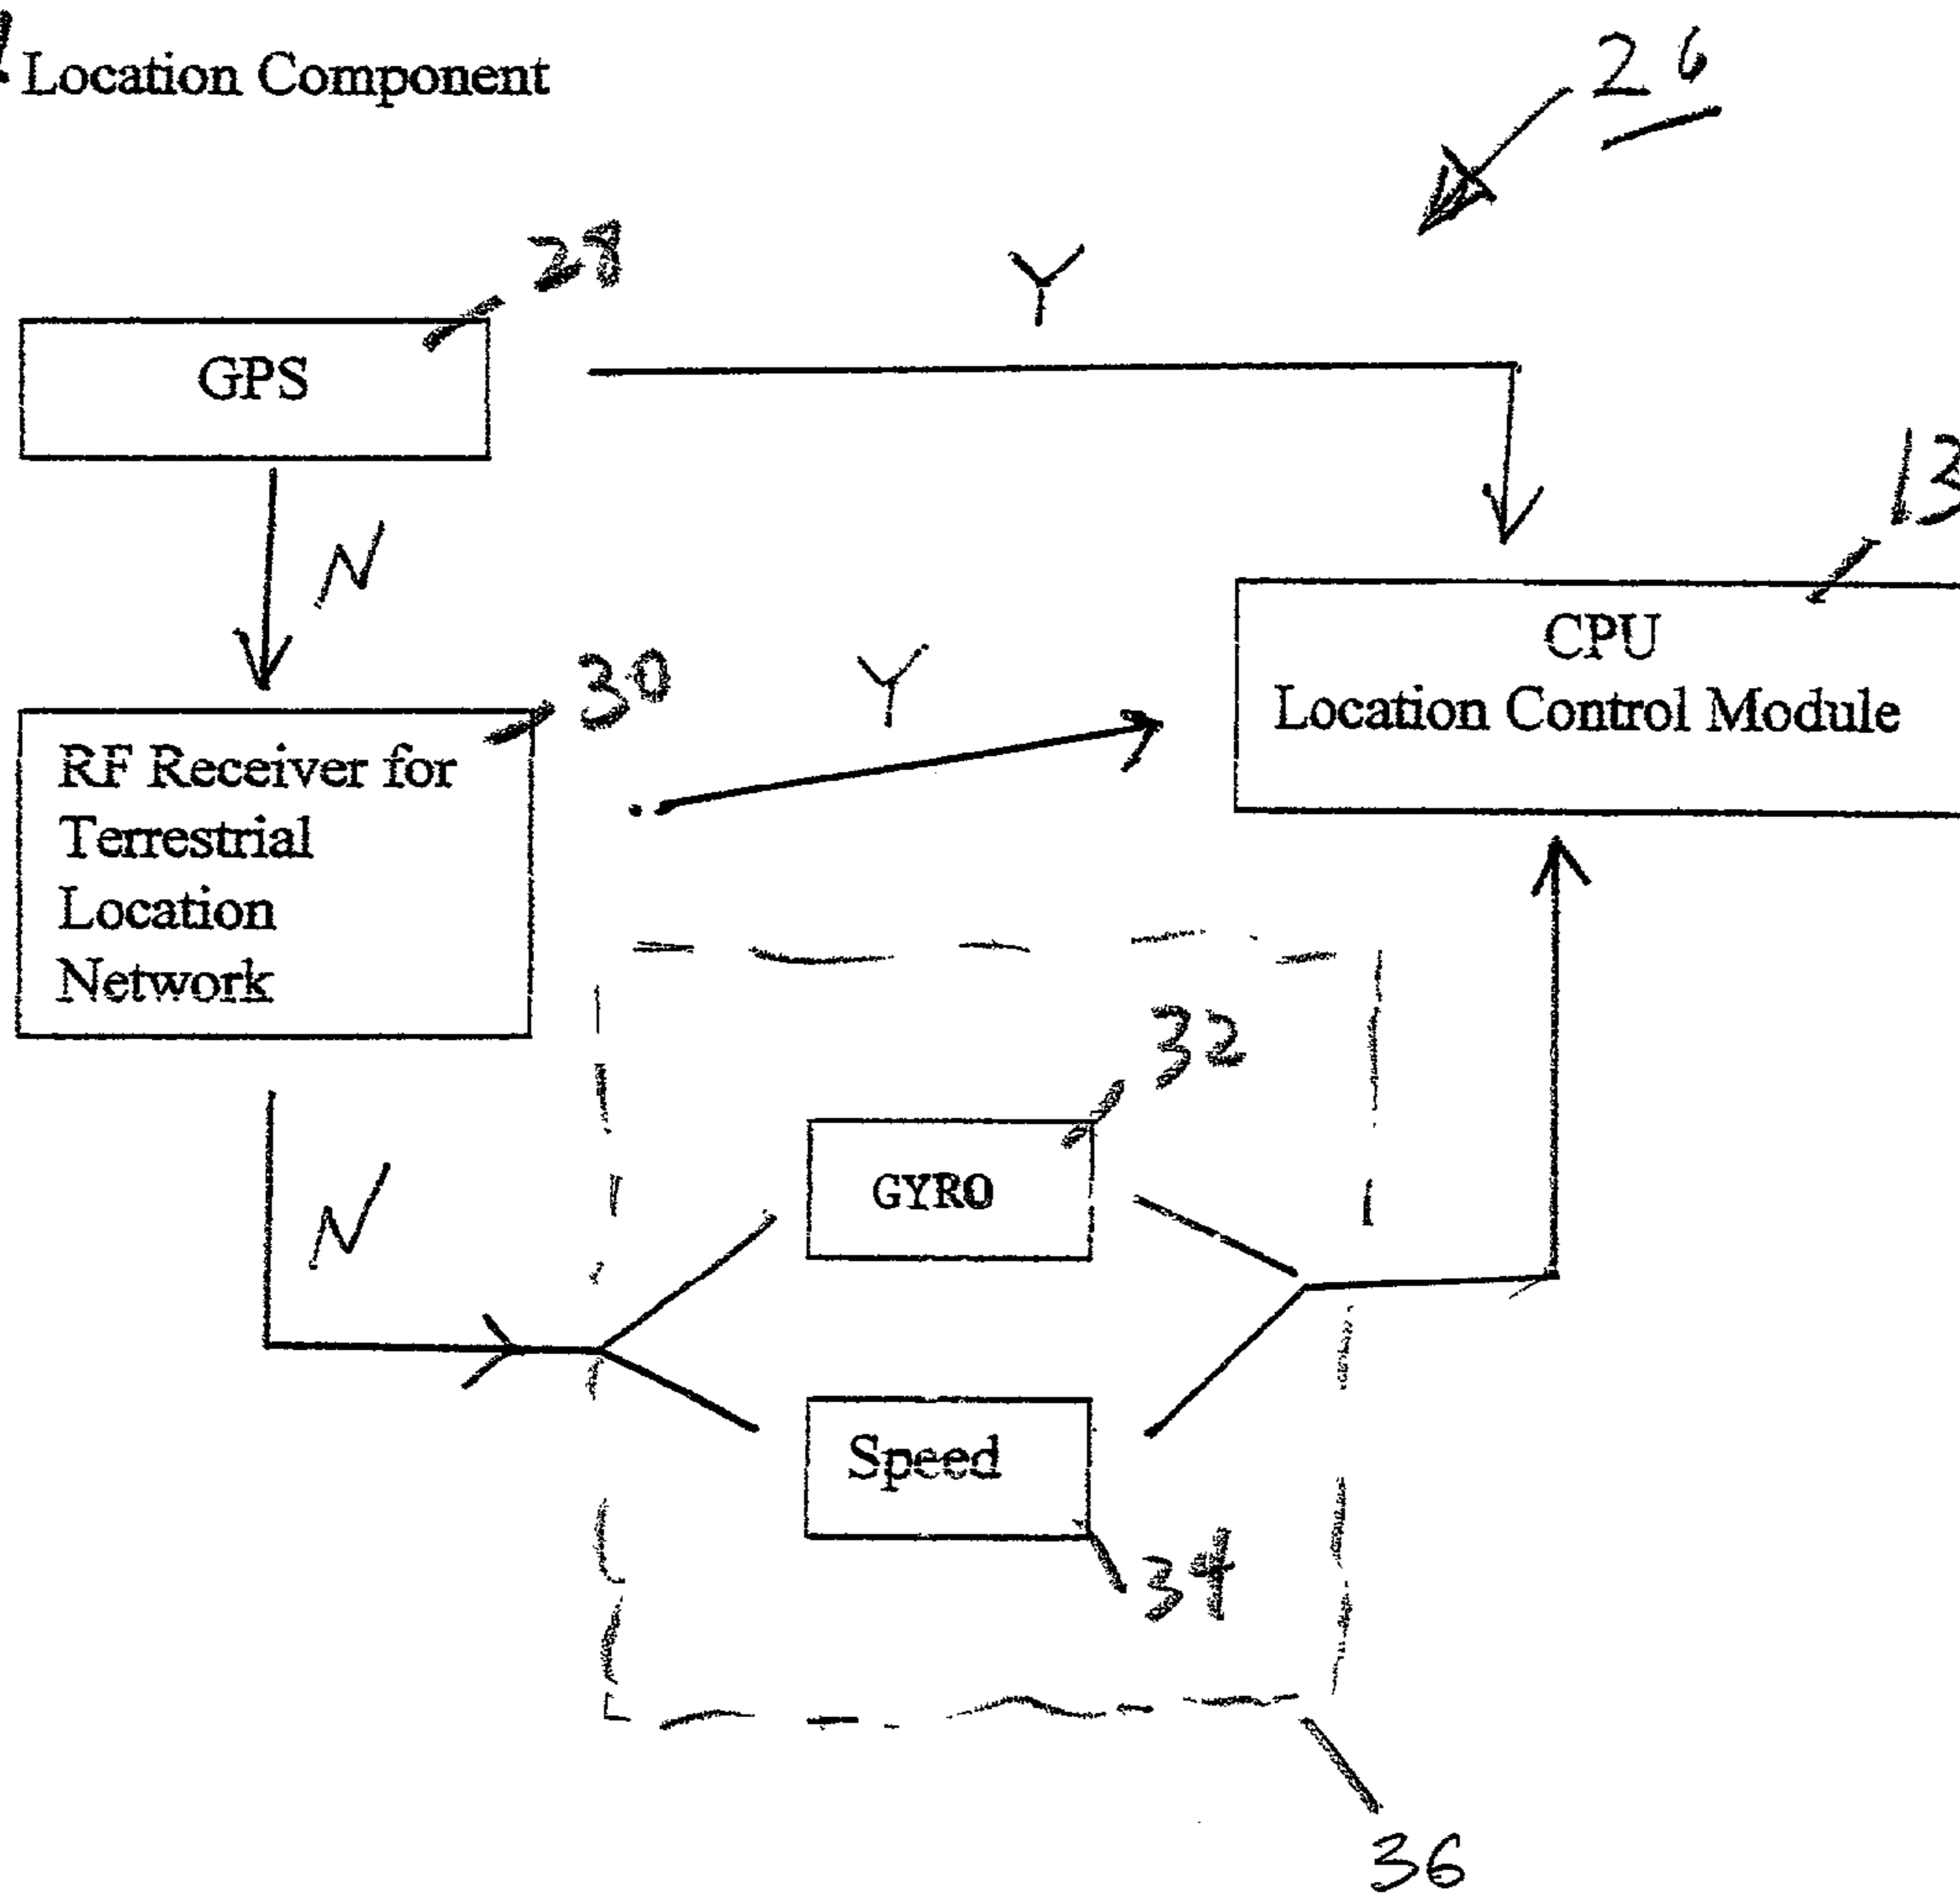 Location Component
26
28
Y
GPS
13
N
CPU
Location Control Module
30
Y
RF Receiver for
Terrestrial
Location
Network
32
GYRO
N
Speed
34
36